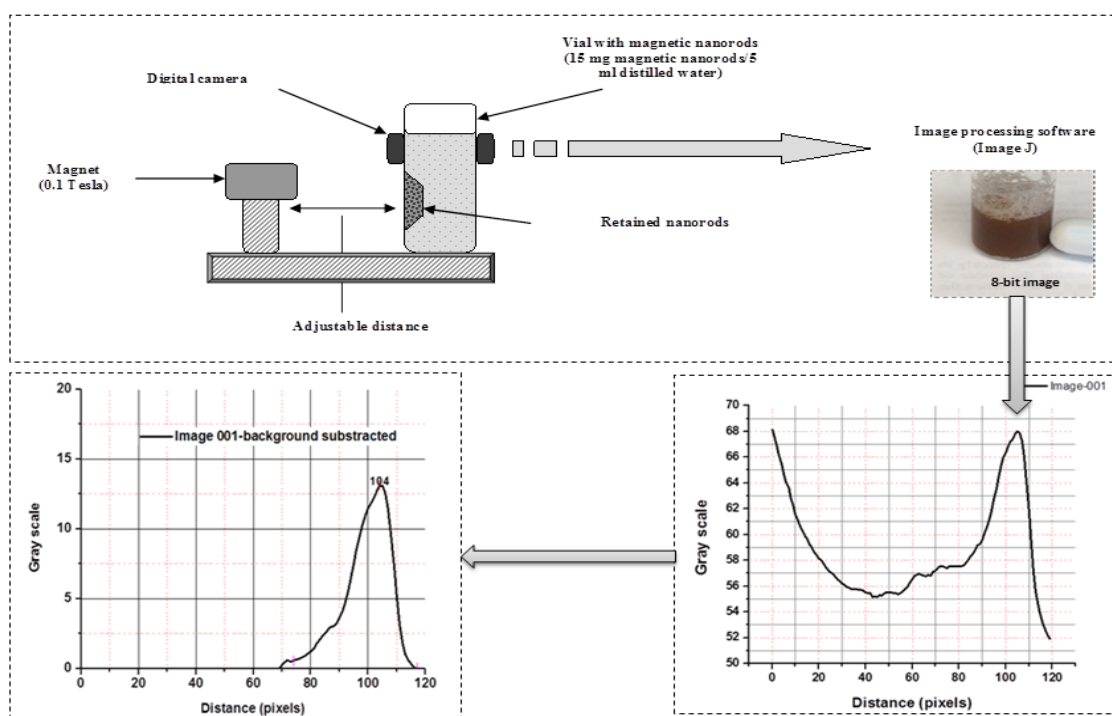 Vial with magnetic nanorods
(15 mg magnetic nanorods/5
ml distilled water)
Digital camera
Image processing software
(Image J)
Magnet
(0.1 Tesla)
Retained nanorods
8-bit image
Adjustable distance
20
15
10
5
0
Gray scale
Image 001-background substracted
104
0 20 40 60 80 100 120
Distance (pixels)
Image-001
70
68
66
64
62
60
58
56
54
52
50
Gray scale
0 20 40 60 80 100 120
Distance (pixels)